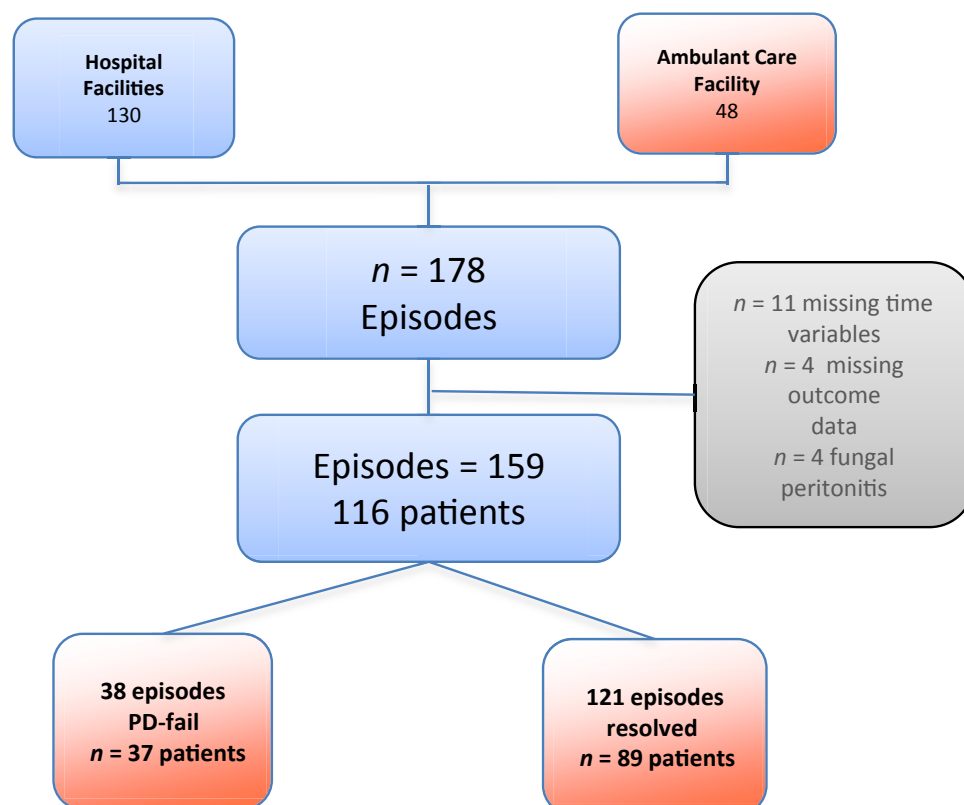 Hospital
Facilities
130
Ambulant Care
Facility
48
n = 178
Episodes
n = 11 missing time
variables
n = 4 missing
outcome
data
n = 4 fungal
peritonitis
Episodes = 159
116 patients
38 episodes
PD-fail
n = 37 patients
121 episodes
resolved
n = 89 patients